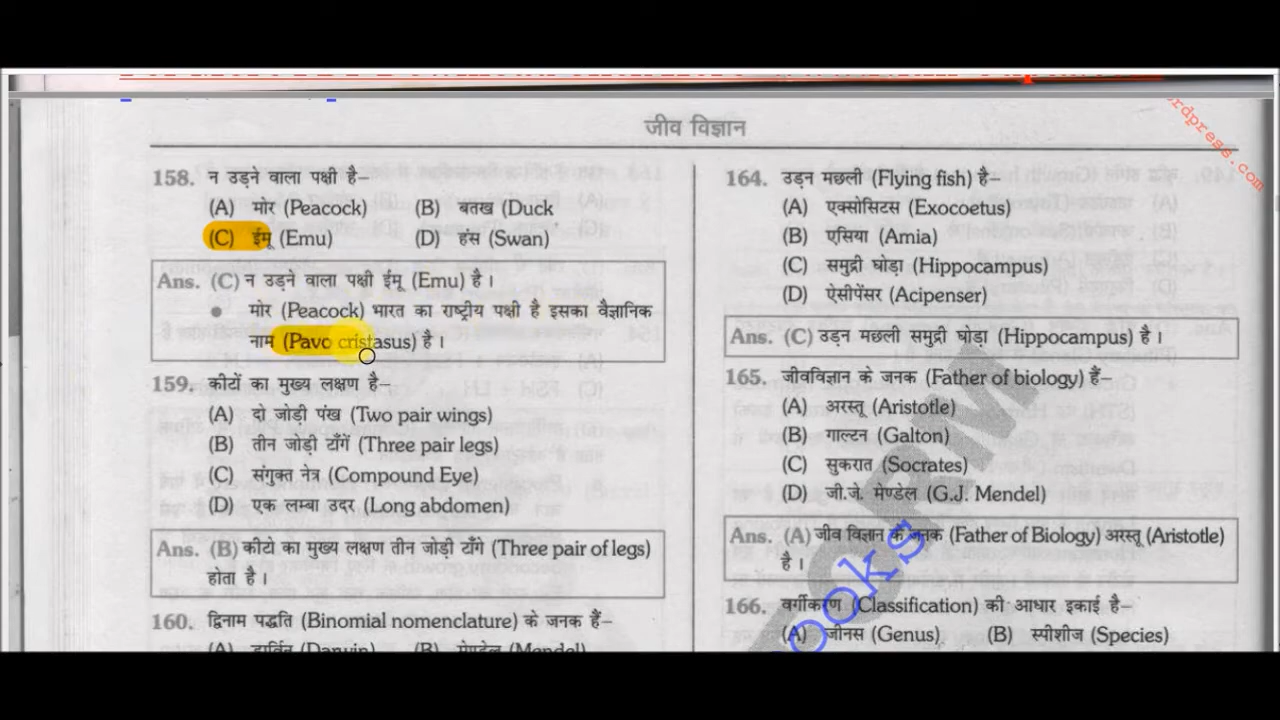 जीव विज्ञान
158. न उड़ने वाला पक्षी है–
(A) मोर (Peacock) (B) बतख (Duck
(C) ईमू (Emu) (D) हंस (Swan)
Ans. (C) न उड़ने वाला पक्षी ईमू (Emu) है।
● मोर (Peacock) भारत का राष्ट्रीय पक्षी है इसका वैज्ञानिक
नाम (Pavo cristasus) है।
159. कीटों का मुख्य लक्षण है–
(A) दो जोड़ी पंख (Two pair wings)
(B) तीन जोड़ी टाँगें (Three pair legs)
(C) संगुक्त नेत्र (Compound Eye)
(D) एक लम्बा उदर (Long abdomen)
Ans. (B) कीटो का मुख्य लक्षण तीन जोड़ी टाँगे (Three pair of legs)
होता है।
160. द्विनाम पद्धति (Binomial nomenclature) के जनक हैं–
(A) डार्विन (Darwin) (B) मेण्डेल (Mendel)
164. उड़न मछली (Flying fish) है–
(A) एक्सोसिटस (Exocoetus)
(B) एसिया (Amia)
(C) समुद्री घोड़ा (Hippocampus)
(D) ऐसीपेंसर (Acipenser)
Ans. (C) उड़न मछली समुद्री घोड़ा (Hippocampus) है।
165. जीवविज्ञान के जनक (Father of biology) हैं–
(A) अरस्तू (Aristotle)
(B) गाल्टन (Galton)
(C) सुकरात (Socrates)
(D) जी.जे. मेण्डेल (G.J. Mendel)
Ans. (A) जीव विज्ञान के जनक (Father of Biology) अरस्तू (Aristotle)
है।
166. वर्गीकरण (Classification) की आधार इकाई है–
(A) जीनस (Genus) (B) स्पीशीज (Species)
rdpress.com
ooks